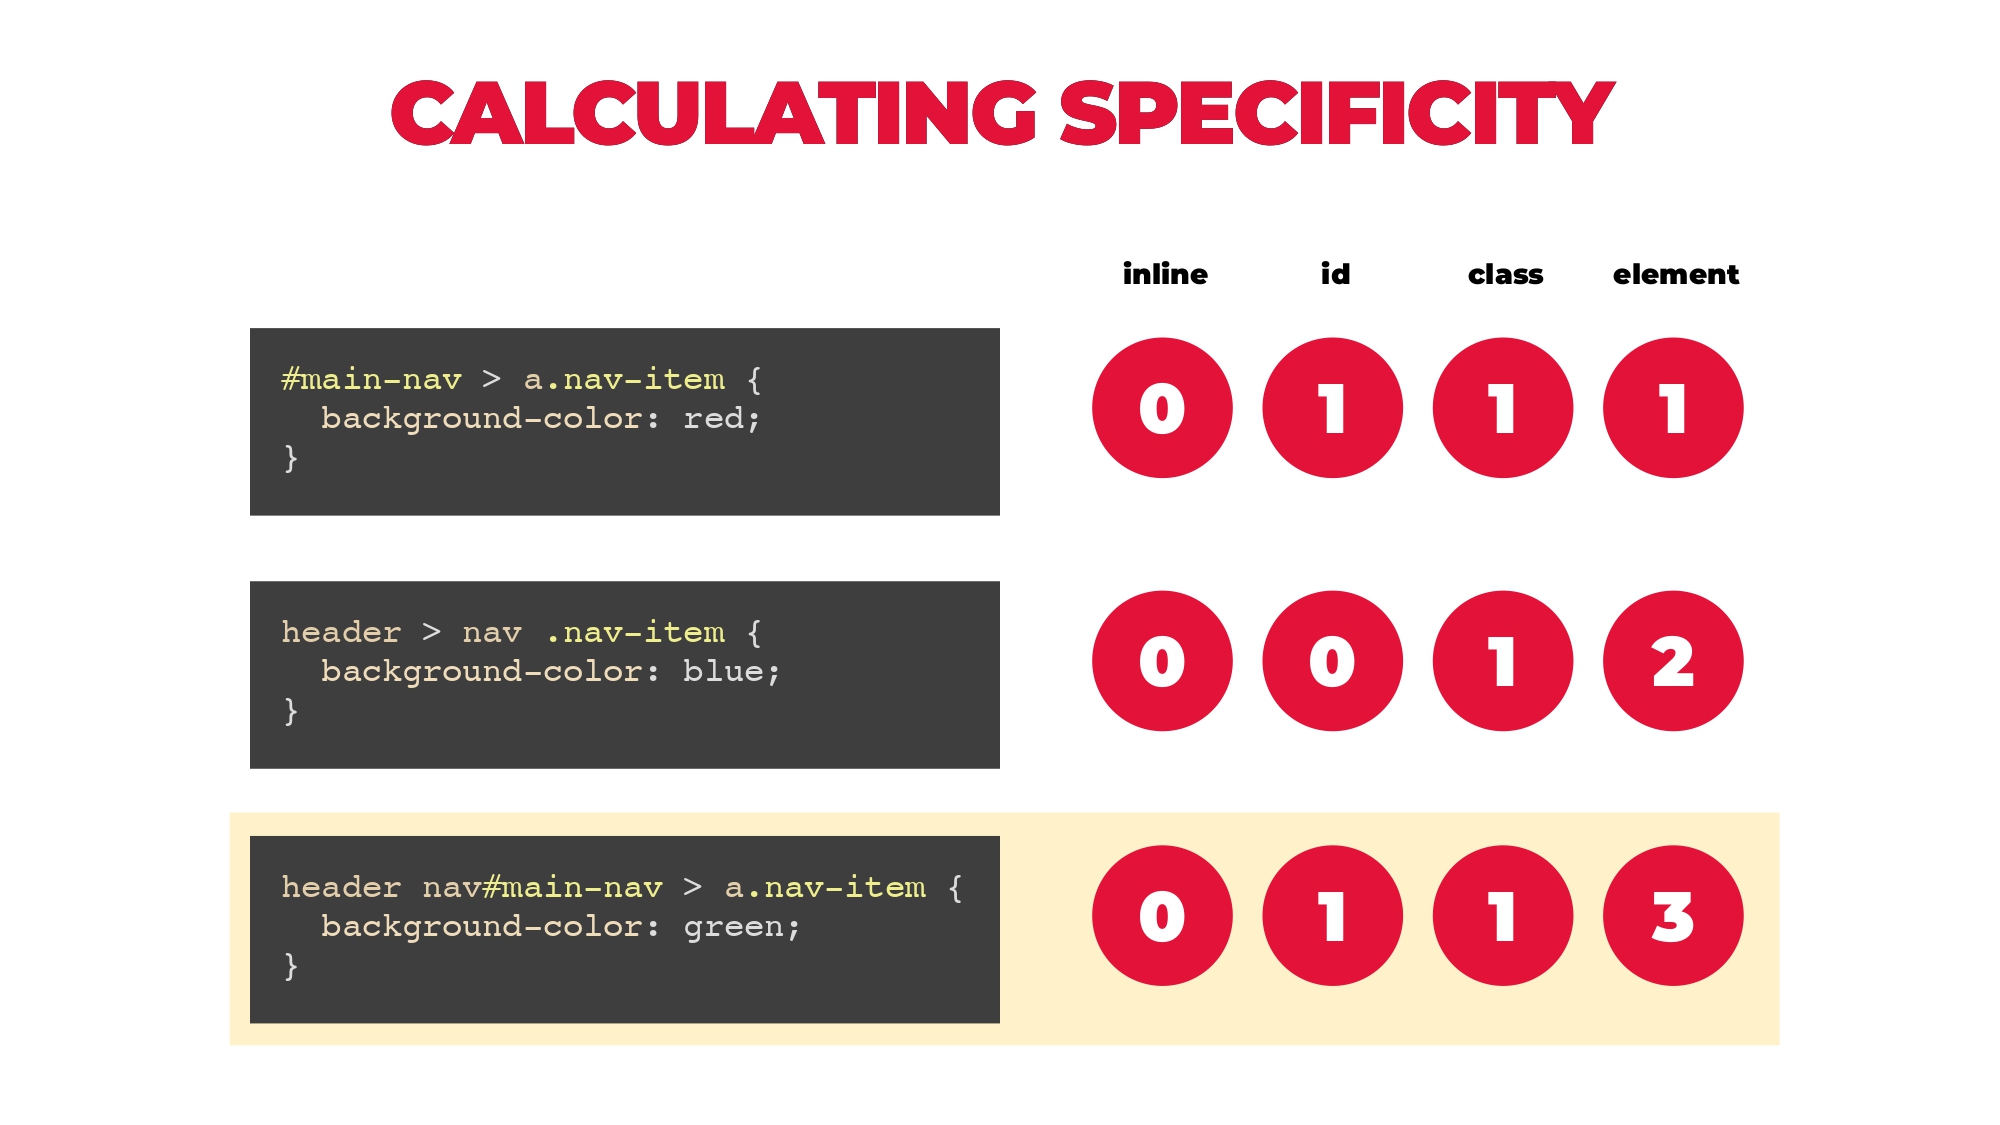 CALCULATING SPECIFICITY
inline id class element
#main-nav > a.nav-item {
  background-color: red;
}
0 1 1 1
header > nav .nav-item {
  background-color: blue;
}
0 0 1 2
header nav#main-nav > a.nav-item {
  background-color: green;
}
0 1 1 3